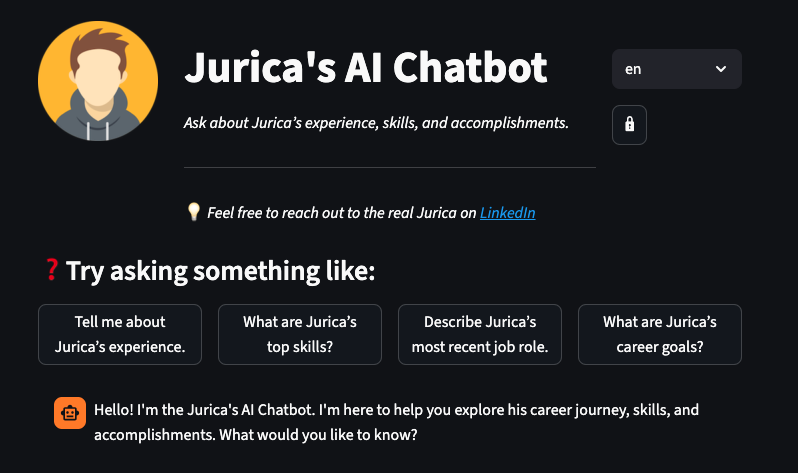 Jurica's AI Chatbot
en
Ask about Jurica’s experience, skills, and accomplishments.
Feel free to reach out to the real Jurica on LinkedIn
❓Try asking something like:
Tell me about
Jurica’s experience.
What are Jurica’s
top skills?
Describe Jurica’s
most recent job role.
What are Jurica’s
career goals?
Hello! I'm the Jurica's AI Chatbot. I'm here to help you explore his career journey, skills, and
accomplishments. What would you like to know?